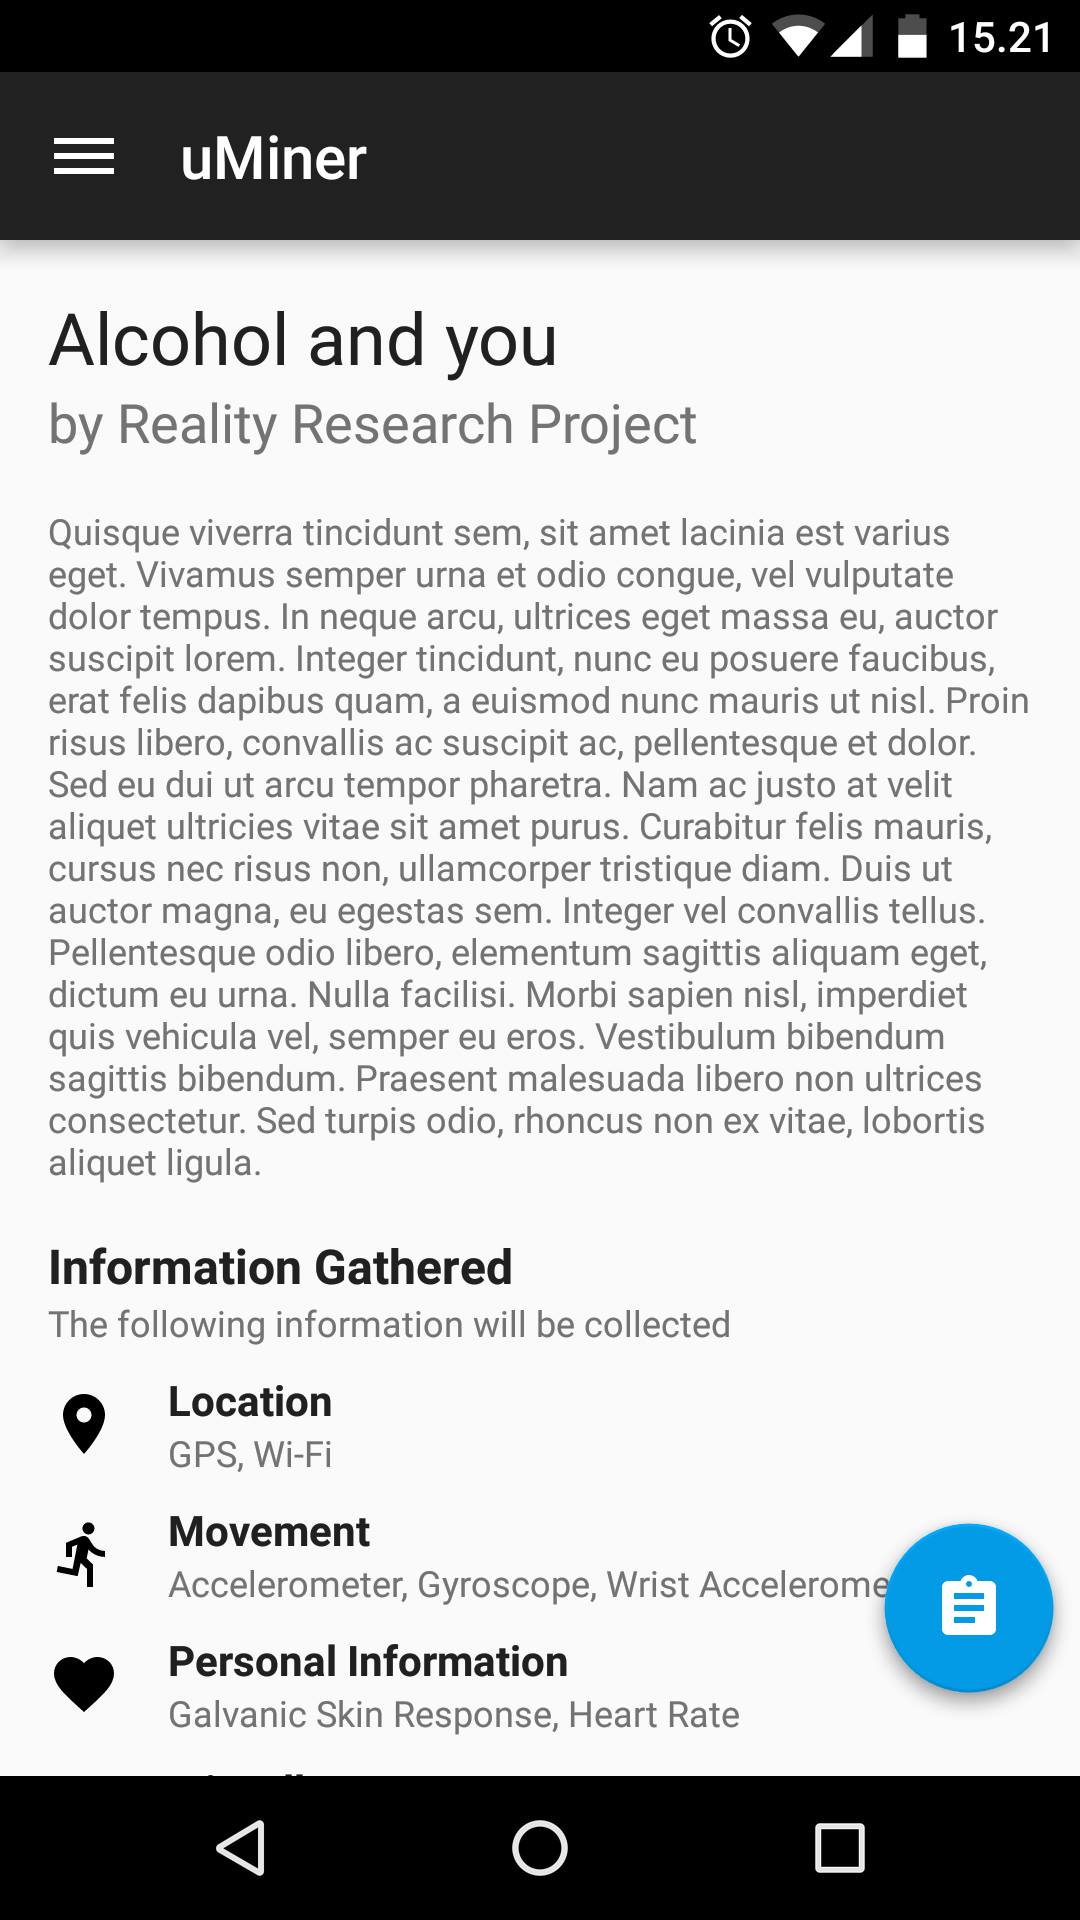 15.21
uMiner
Alcohol and you
by Reality Research Project
Quisque viverra tincidunt sem, sit amet lacinia est varius
eget. Vivamus semper urna et odio congue, vel vulputate
dolor tempus. In neque arcu, ultrices eget massa eu, auctor
suscipit lorem. Integer tincidunt, nunc eu posuere faucibus,
erat felis dapibus quam, a euismod nunc mauris ut nisl. Proin
risus libero, convallis ac suscipit ac, pellentesque et dolor.
Sed eu dui ut arcu tempor pharetra. Nam ac justo at velit
aliquet ultricies vitae sit amet purus. Curabitur felis mauris,
cursus nec risus non, ullamcorper tristique diam. Duis ut
auctor magna, eu egestas sem. Integer vel convallis tellus.
Pellentesque odio libero, elementum sagittis aliquam eget,
dictum eu urna. Nulla facilisi. Morbi sapien nisl, imperdiet
quis vehicula vel, semper eu eros. Vestibulum bibendum
sagittis bibendum. Praesent malesuada libero non ultrices
consectetur. Sed turpis odio, rhoncus non ex vitae, lobortis
aliquet ligula.
Information Gathered
The following information will be collected
Location
GPS, Wi-Fi
Movement
Accelerometer, Gyroscope, Wrist Accelerome
Personal Information
Galvanic Skin Response, Heart Rate